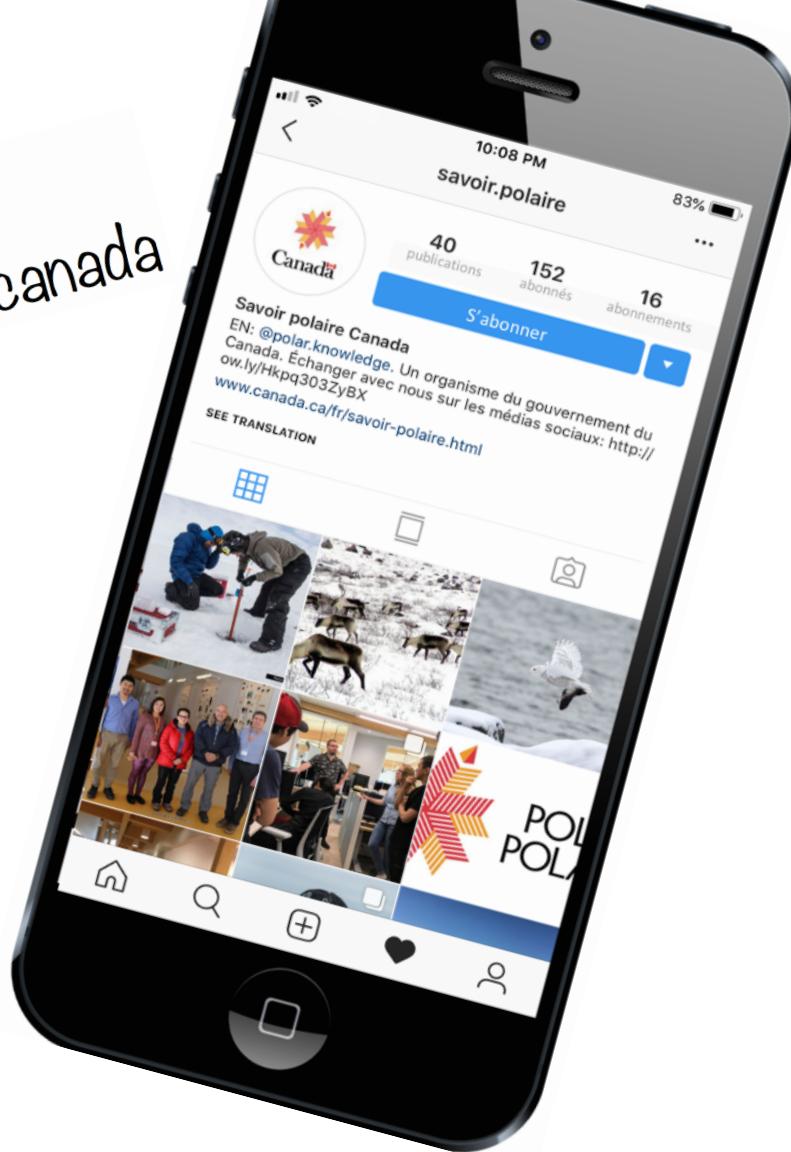 canada
10:08 PM
83%
savoir.polaire
40
publications
152
abonnés
16
abonnements
Canada
S'abonner
Savoir polaire Canada
EN: @polar.knowledge. Un organisme du gouvernement du
Canada. Échanger avec nous sur les médias sociaux: http://
ow.ly/Hkpq303ZyBX
www.canada.ca/fr/savoir-polaire.html
SEE TRANSLATION
POL
POLA